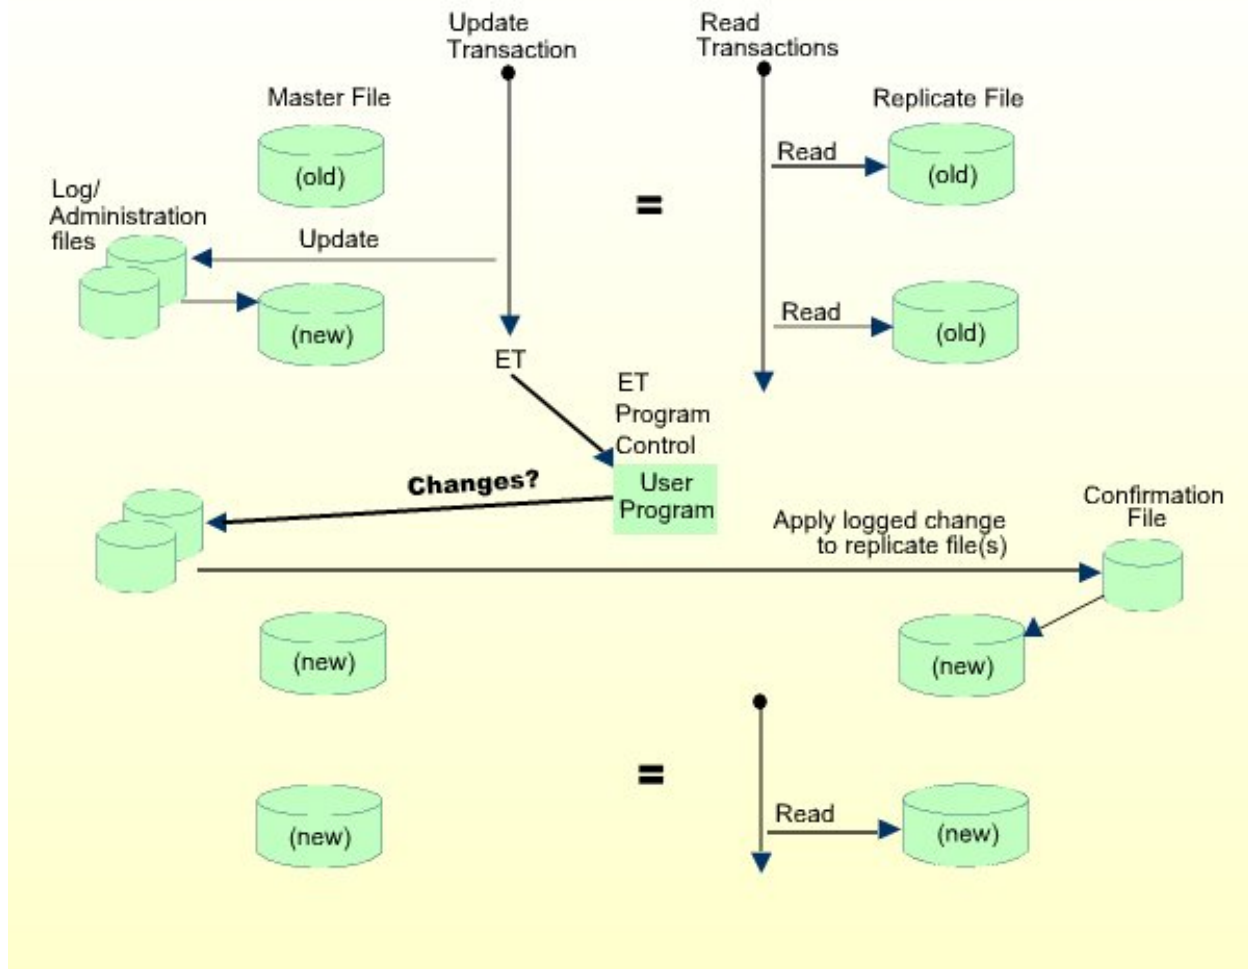 Update
Transaction
Read
Transactions
Master File
Replicate File
(old)
Read
(old)
Log/
Administration
files
=
Update
(new)
Read
(old)
ET
ET
Program
Control
User
Program
Changes?
Apply logged change
to replicate file(s)
Confirmation
File
(new)
(new)
=
(new)
Read
(new)